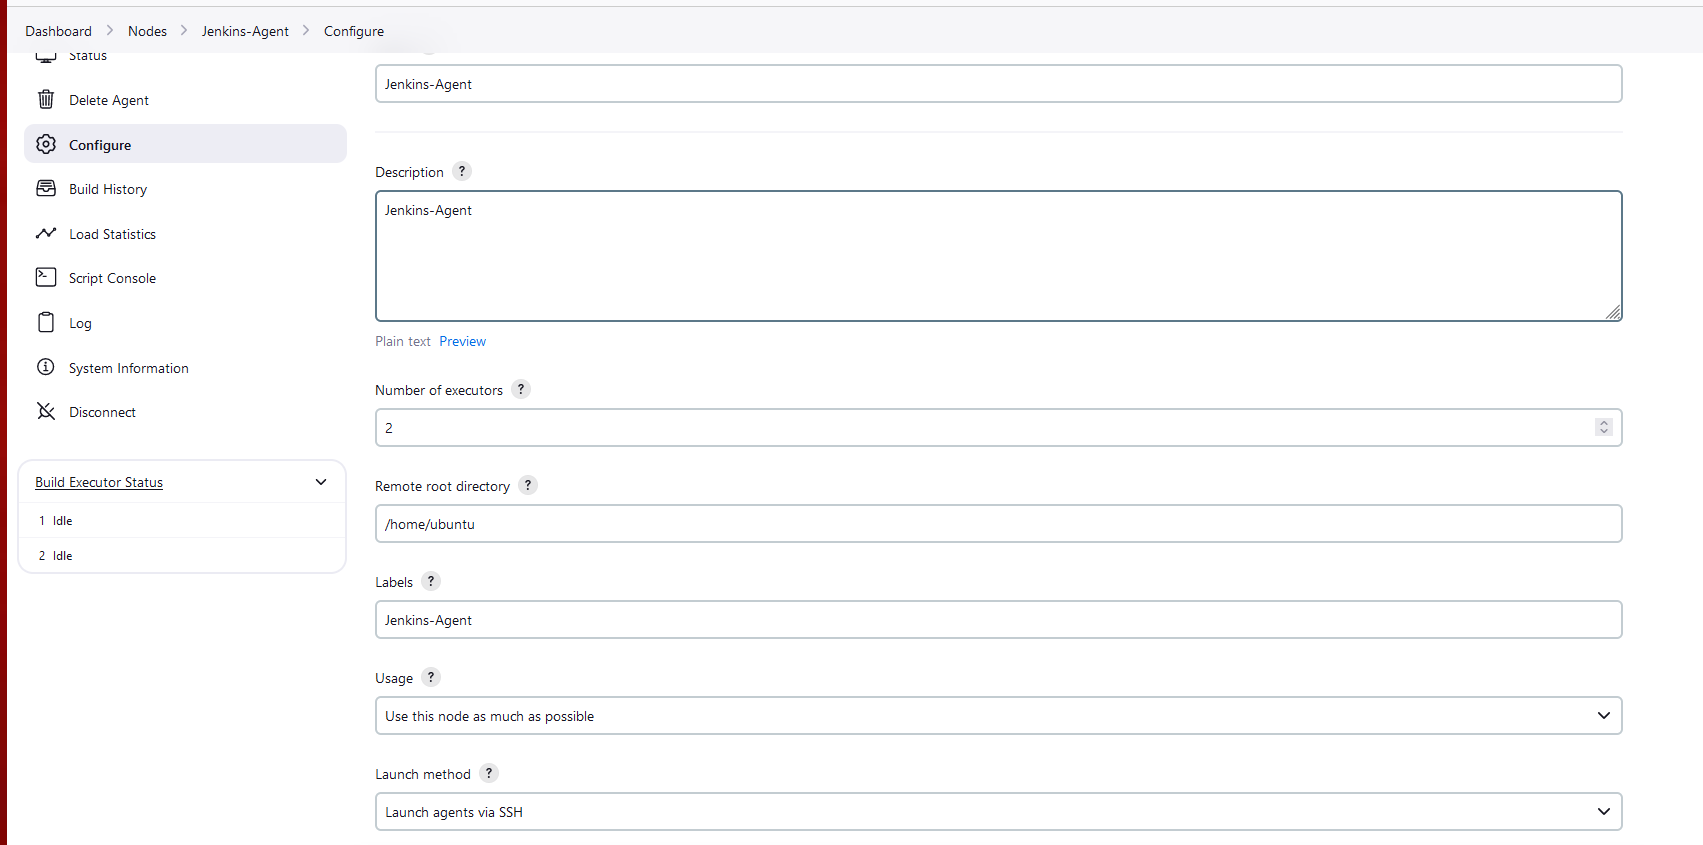 Dashboard > Nodes > Jenkins-Agent > Configure
Status
Delete Agent
Configure
Build History
Load Statistics
Script Console
Log
System Information
Disconnect
Build Executor Status
1 Idle
2 Idle
Jenkins-Agent
Description ?
Jenkins-Agent
Plain text Preview
Number of executors ?
2
Remote root directory ?
/home/ubuntu
Labels ?
Jenkins-Agent
Usage ?
Use this node as much as possible
Launch method ?
Launch agents via SSH